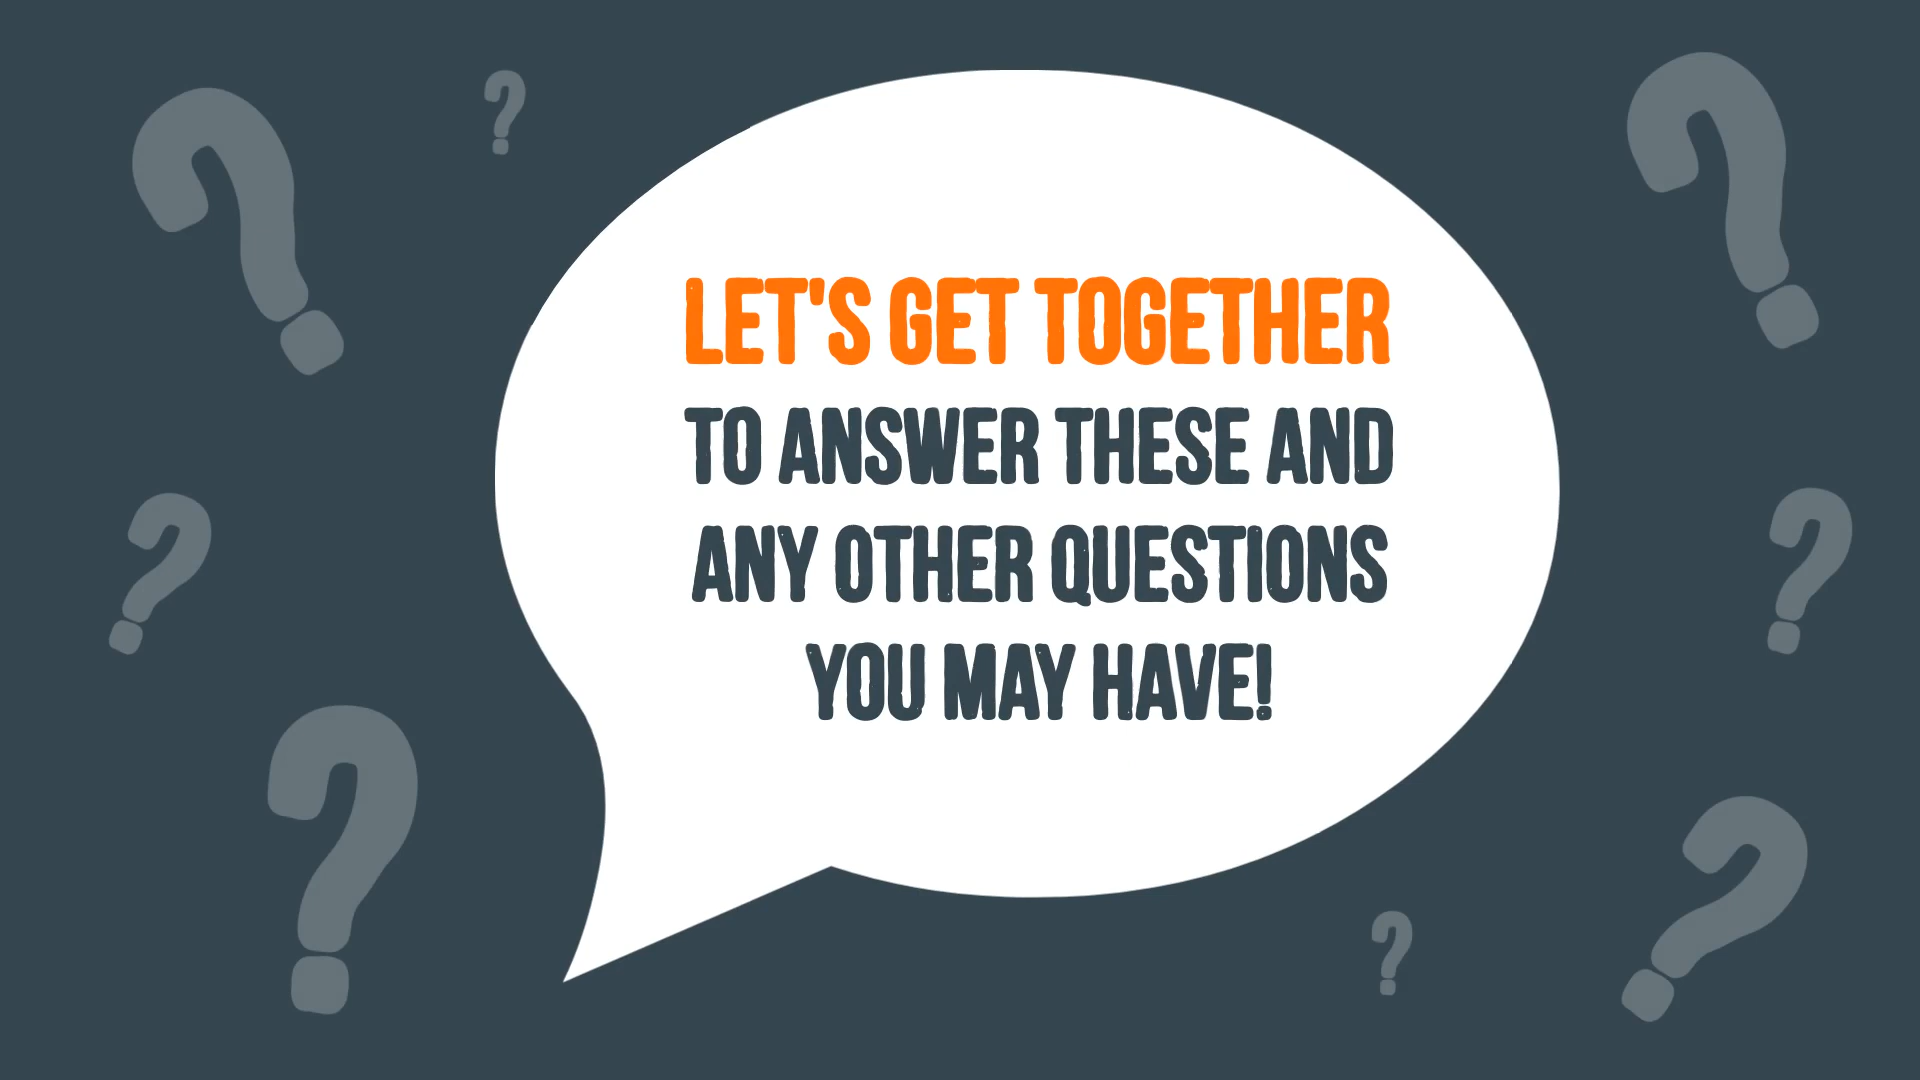 LET'S GET TOGETHER
TO ANSWER THESE AND
ANY OTHER QUESTIONS
YOU MAY HAVE!